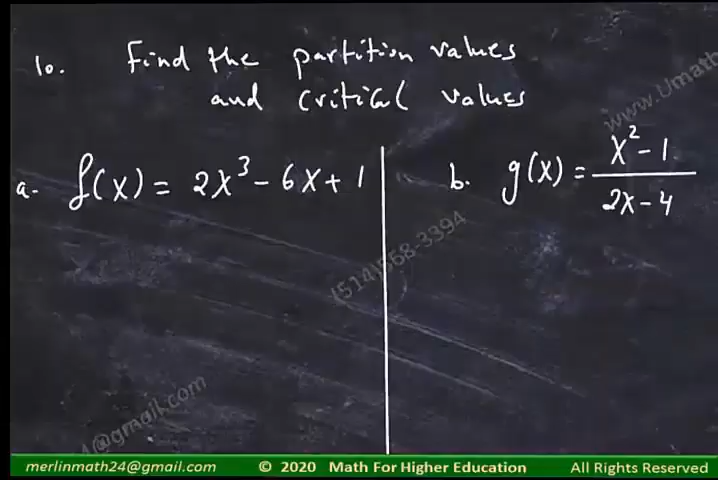 10. Find the partition values
and critical values
a. f(x) = 2x³ - 6x + 1
b. g(x) = (x² - 1)/(2x - 4)
www.Umath
(514)568-3394
4@gmail.com
merlinmath24@gmail.com © 2020 Math For Higher Education All Rights Reserved